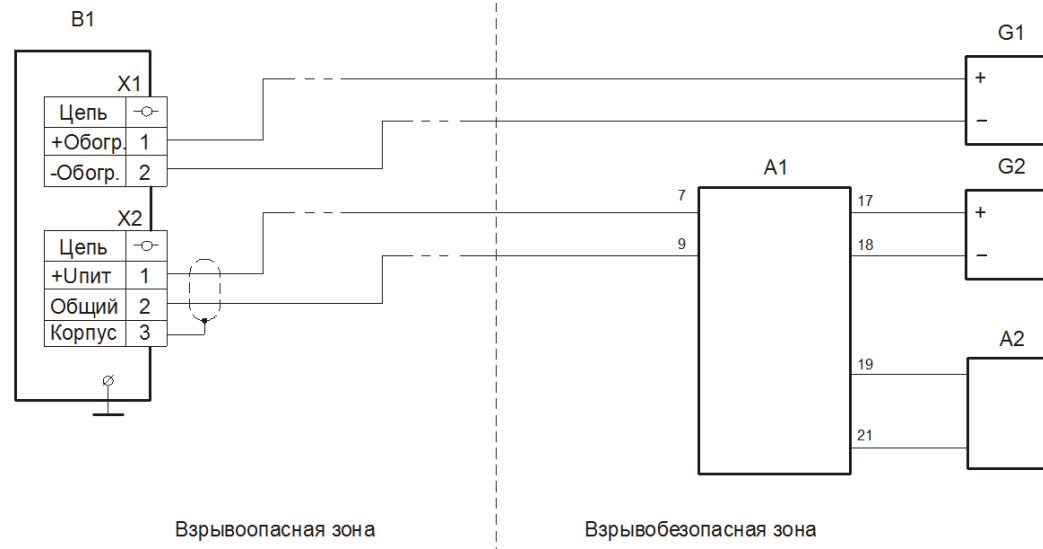 B1
G1
X1
Цепь
+Обогр. 1
-Обогр. 2
+
−
A1
G2
7
17
+
X2
Цепь
9
18
−
+Uпит 1
Общий 2
Корпус 3
A2
19
21
Взрывоопасная зона
Взрывобезопасная зона